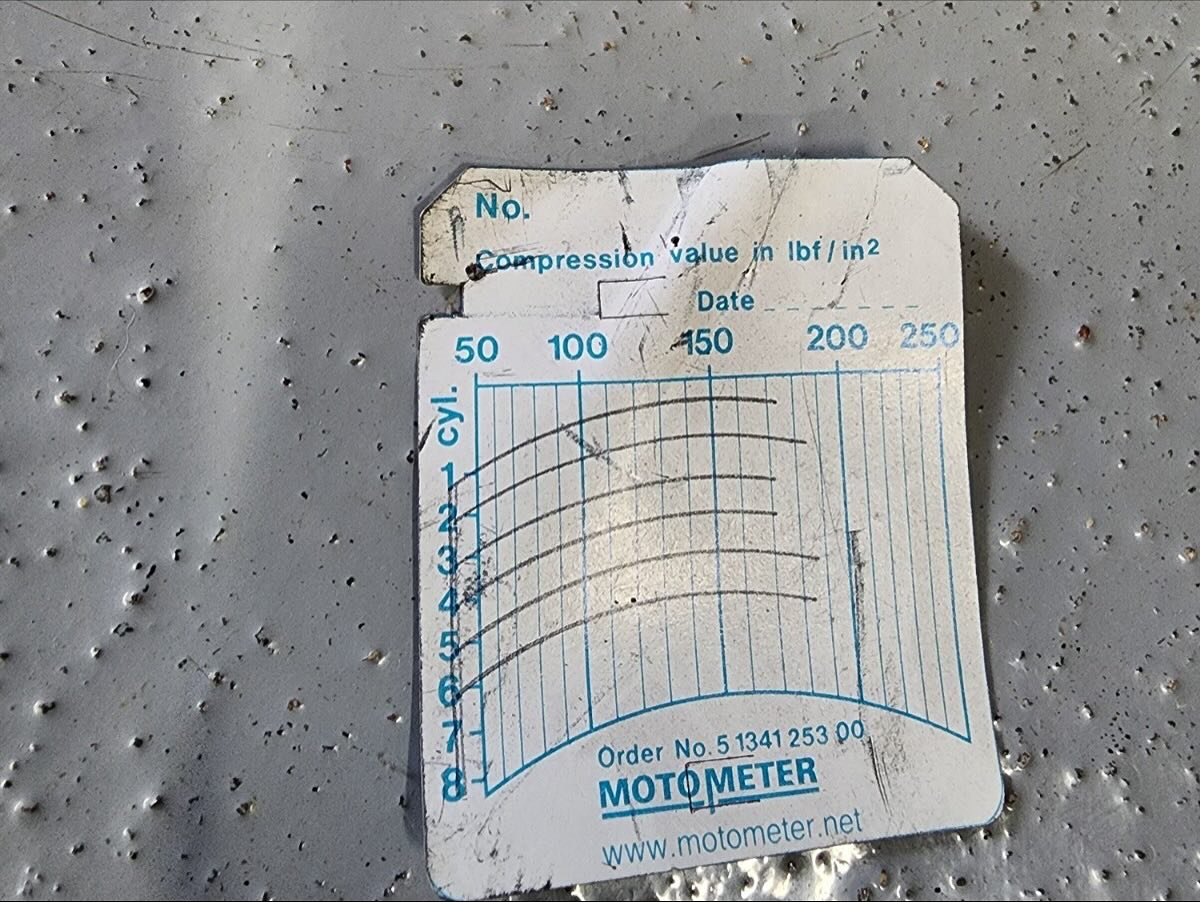 No.
Compression value in lbf/in2
Date
50 100 150 200 250
cyl.
1
2
3
4
5
6
7
8
Order No. 5 1341 253 00
MOTOMETER
www.motometer.net